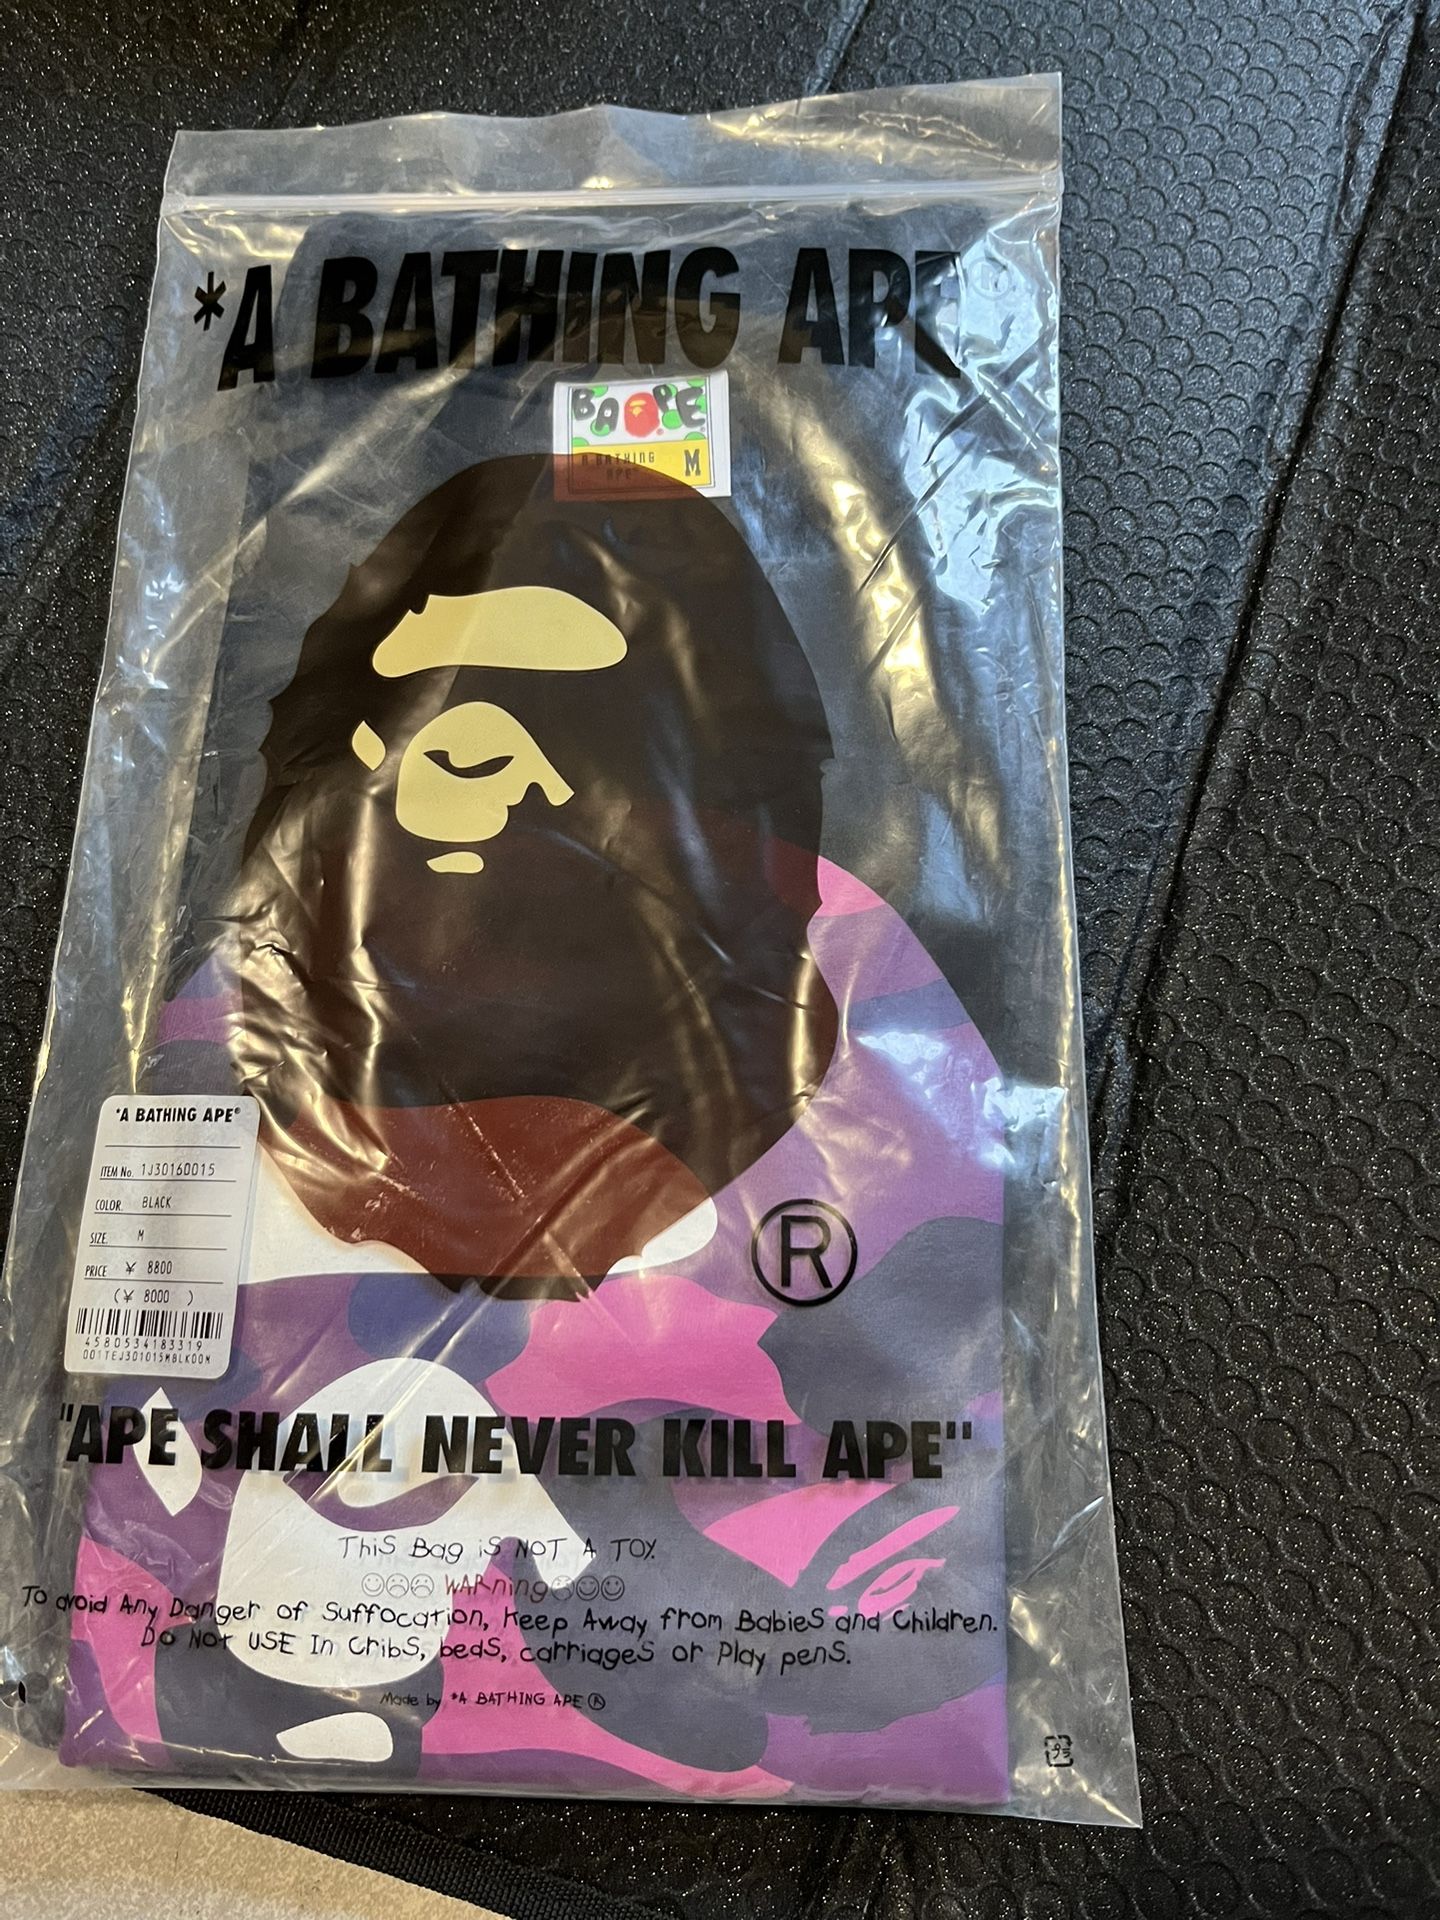 *A BATHING APE®
BAPE®
A BATHING
APE®
M
*A BATHING APE®
ITEM No. 1J30160015
COLOR. BLACK
SIZE. M
PRICE ¥ 8800
(¥ 8000 )
4580534183319
001TEJ301015MBLK00M
®
"APE SHALL NEVER KILL APE"
This Bag iS NOT A TOY.
WARning
To avoid Any Danger of Suffocation, Keep Away from Babies and Children.
Do Not USE In Cribs, beds, carriages or Play pens.
Made by *A BATHING APE®